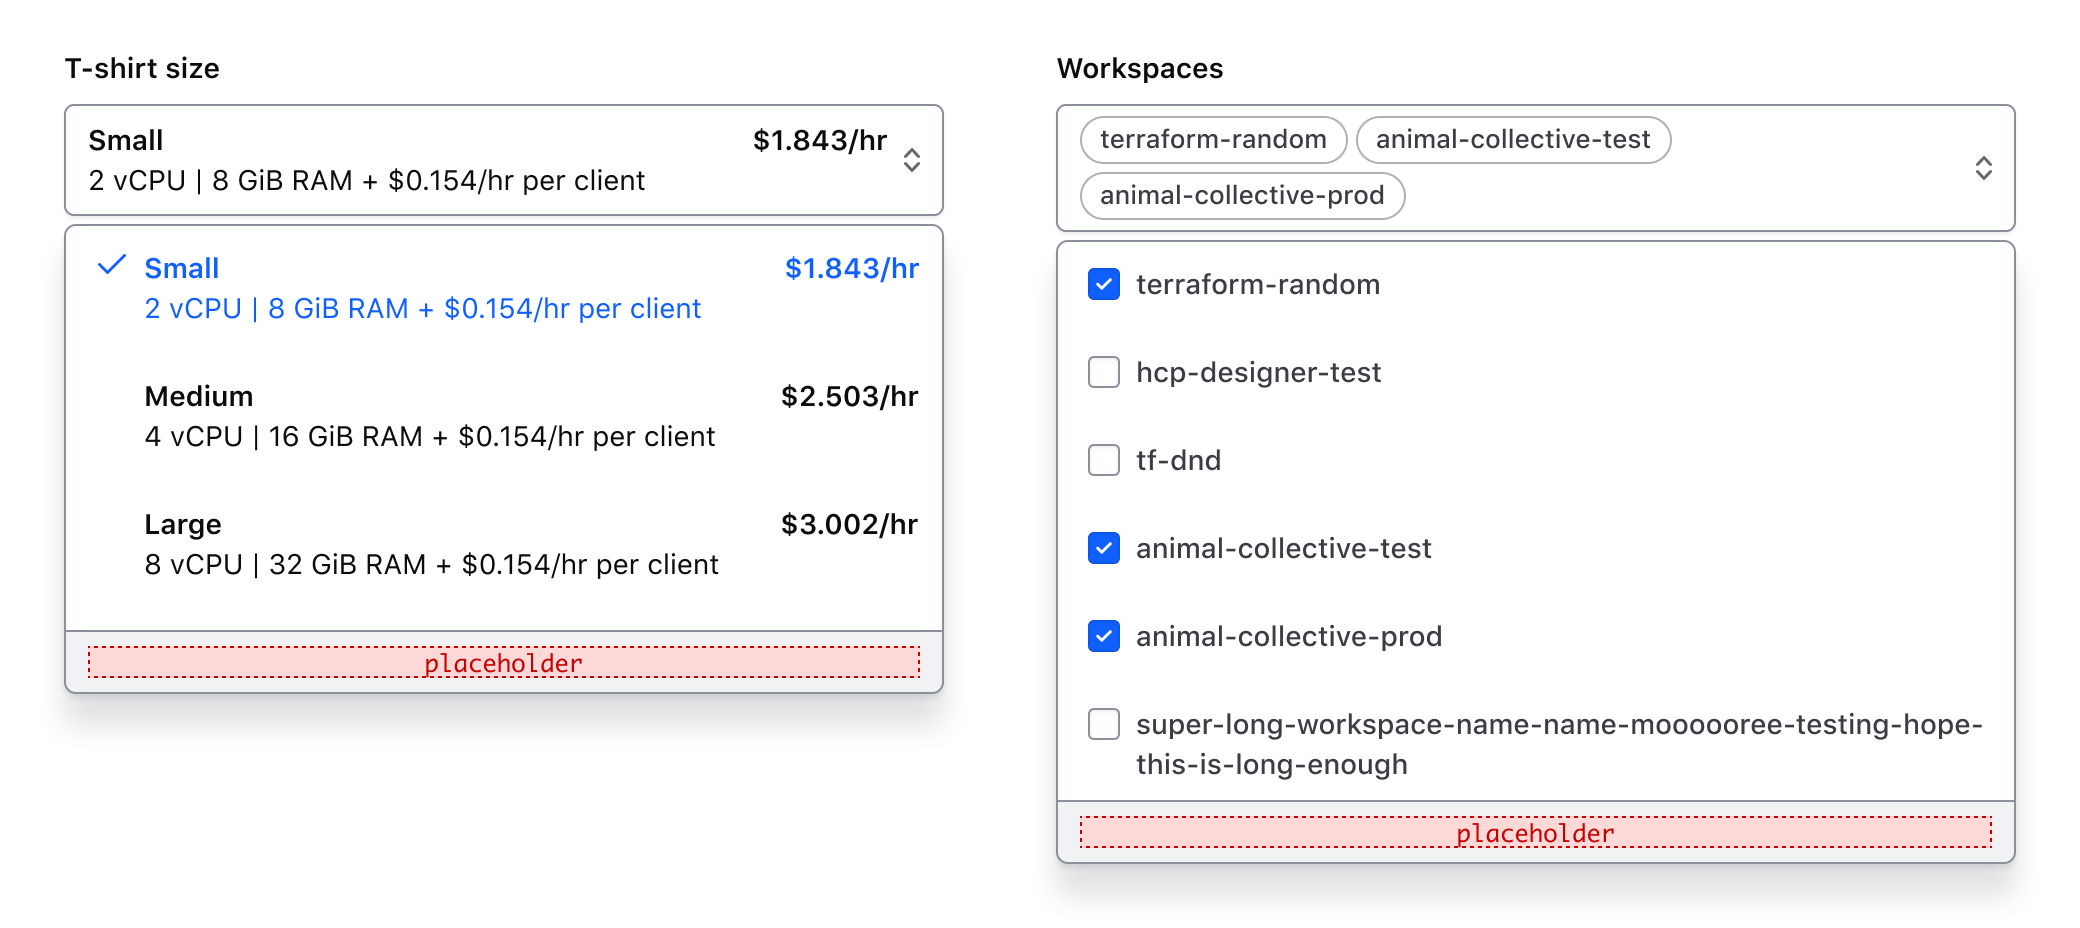 T-shirt size
Small $1.843/hr
2 vCPU | 8 GiB RAM + $0.154/hr per client
Small $1.843/hr
2 vCPU | 8 GiB RAM + $0.154/hr per client
Medium $2.503/hr
4 vCPU | 16 GiB RAM + $0.154/hr per client
Large $3.002/hr
8 vCPU | 32 GiB RAM + $0.154/hr per client
placeholder
Workspaces
terraform-random animal-collective-test
animal-collective-prod
terraform-random
hcp-designer-test
tf-dnd
animal-collective-test
animal-collective-prod
super-long-workspace-name-name-moooooree-testing-hope-
this-is-long-enough
placeholder